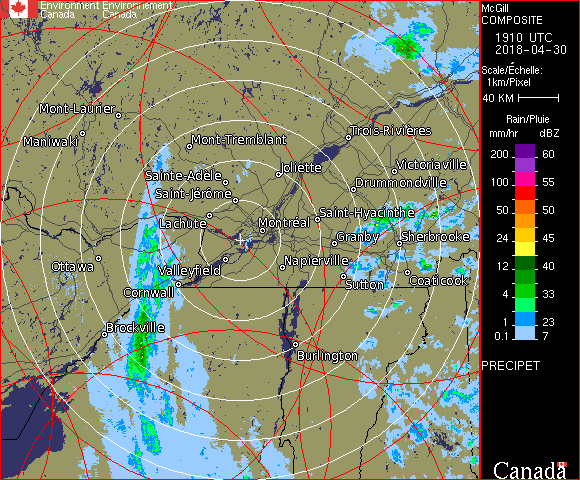 Environment Environnement
Canada Canada
McGill
COMPOSITE
1910 UTC
2018-04-30
Scale/Échelle:
1km/Pixel
40 KM
Rain/Pluie
mm/hr dBZ
200 60
100 55
50 50
24 45
12 40
4 33
2 30
1 23
0.1 7
PRECIPET
Canada
Mont-Laurier
Maniwaki
Mont-Tremblant
Trois-Rivières
Joliette
Victoriaville
Sainte-Adèle
Drummondville
Saint-Jérôme
Lachute
Saint-Hyacinthe
Montréal
Granby
Sherbrooke
Ottawa
Valleyfield
Napierville
Coaticook
Sutton
Cornwall
Brockville
Burlington